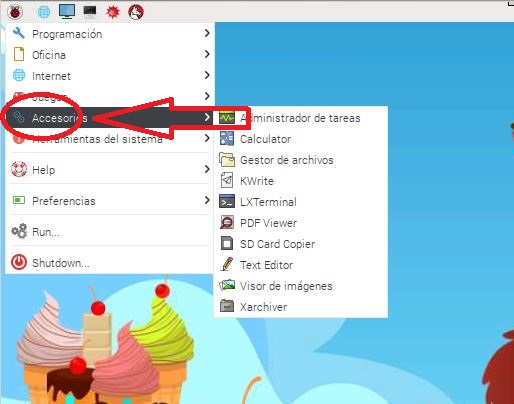 Programación
Oficina
Internet
Juegos
Accesorios
Herramientas del sistema
Help
Preferencias
Run...
Shutdown...
Administrador de tareas
Calculator
Gestor de archivos
KWrite
LXTerminal
PDF Viewer
SD Card Copier
Text Editor
Visor de imágenes
Xarchiver